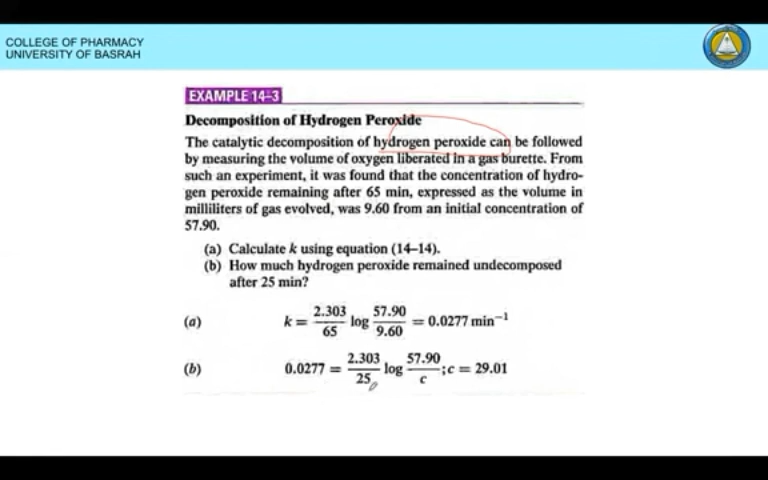 COLLEGE OF PHARMACY
UNIVERSITY OF BASRAH
EXAMPLE 14–3
Decomposition of Hydrogen Peroxide
The catalytic decomposition of hydrogen peroxide can be followed
by measuring the volume of oxygen liberated in a gas burette. From
such an experiment, it was found that the concentration of hydro-
gen peroxide remaining after 65 min, expressed as the volume in
milliliters of gas evolved, was 9.60 from an initial concentration of
57.90.
(a) Calculate k using equation (14–14).
(b) How much hydrogen peroxide remained undecomposed
after 25 min?
(a) k = 2.303/65 log 57.90/9.60 = 0.0277 min⁻¹
(b) 0.0277 = 2.303/25 log 57.90/c ; c = 29.01